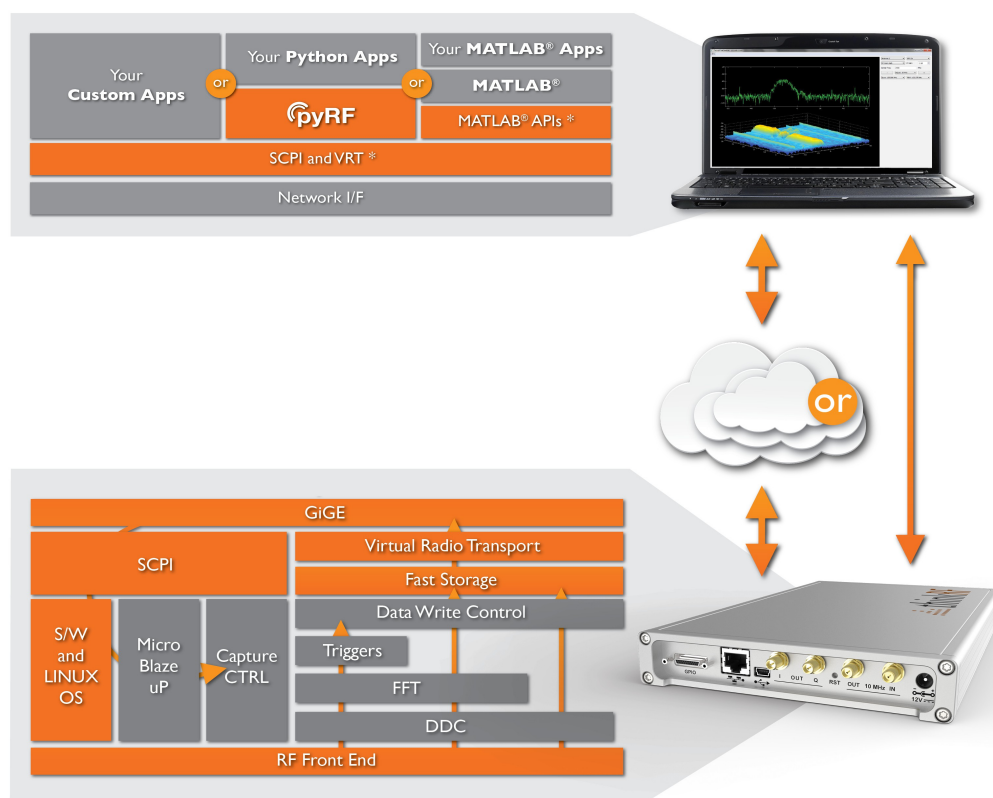 Your
Custom Apps
or
Your Python Apps
pyRF
or
Your MATLAB® Apps
MATLAB®
MATLAB® APIs *
SCPI and VRT *
Network I/F
or
GiGE
SCPI
Virtual Radio Transport
Fast Storage
S/W
and
LINUX
OS
Micro
Blaze
uP
Capture
CTRL
Data Write Control
Triggers
FFT
DDC
RF Front End
GPIO
I OUT Q RST OUT 10 MHz IN
12V